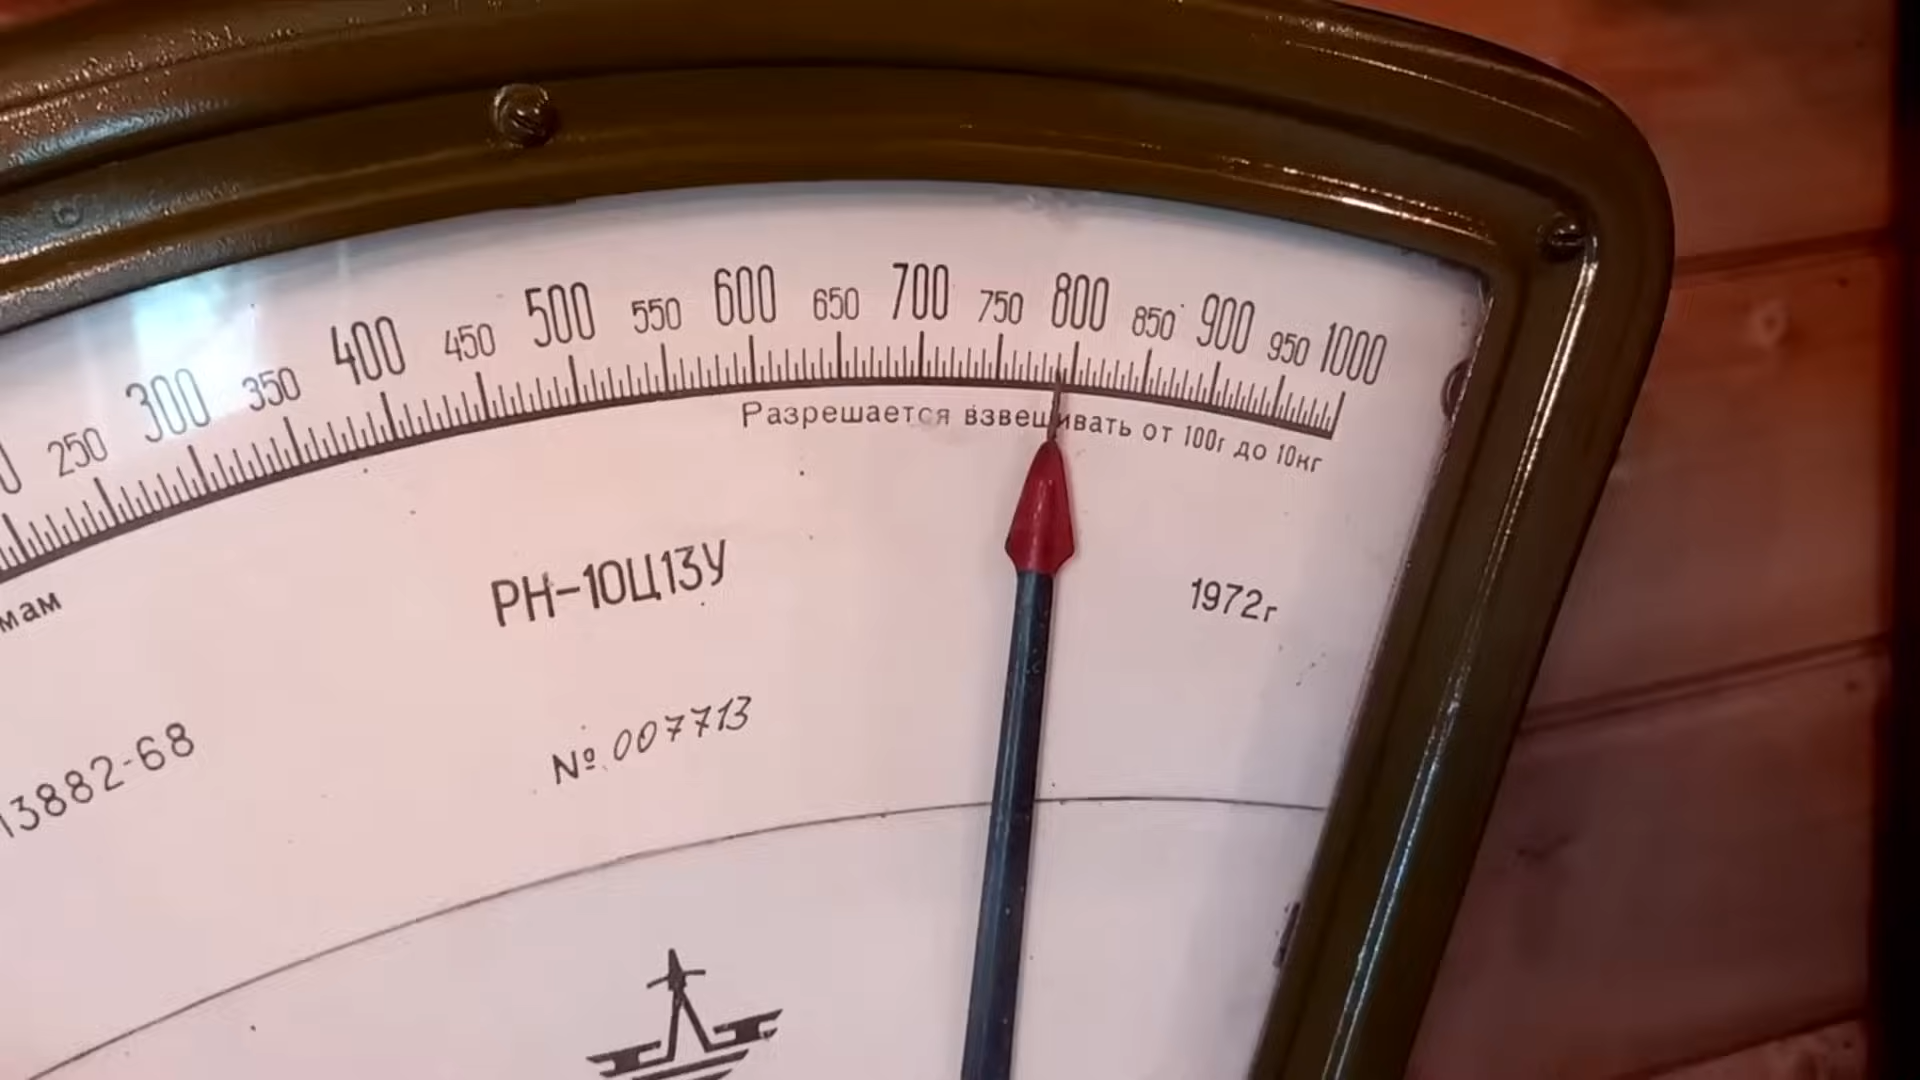 250 300 350 400 450 500 550 600 650 700 750 800 850 900 950 1000
Разрешается взвешивать от 100г до 10кг
мам
РН-10Ц13У
1972г
№ 007713
13882-68